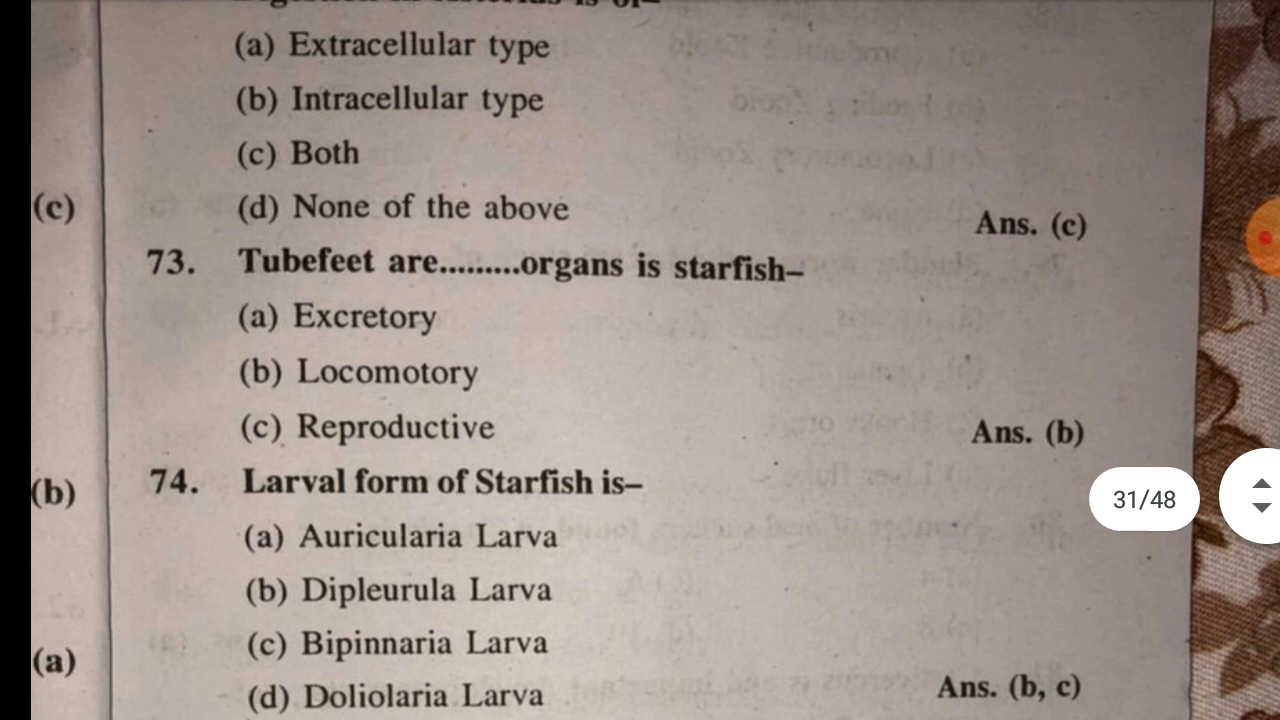 (a) Extracellular type
(b) Intracellular type
(c) Both
(c)
(d) None of the above
Ans. (c)
73. Tubefeet are.........organs is starfish–
(a) Excretory
(b) Locomotory
(c) Reproductive
Ans. (b)
(b)
74. Larval form of Starfish is–
(a) Auricularia Larva
(b) Dipleurula Larva
(c) Bipinnaria Larva
(a)
(d) Doliolaria Larva
Ans. (b, c)
31/48